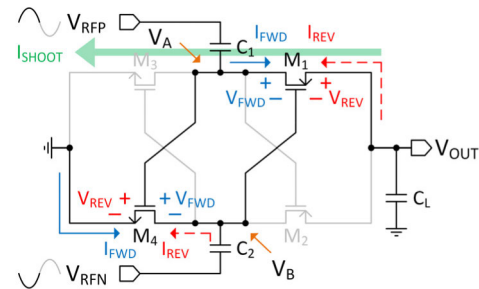 V_RFP
V_A
C_1
I_FWD
I_REV
I_SHOOT
M_3
M_1
+ +
V_FWD − − V_REV
V_OUT
V_REV + + V_FWD
− −
C_L
I_FWD
M_4
I_REV
C_2
M_2
V_RFN
V_B